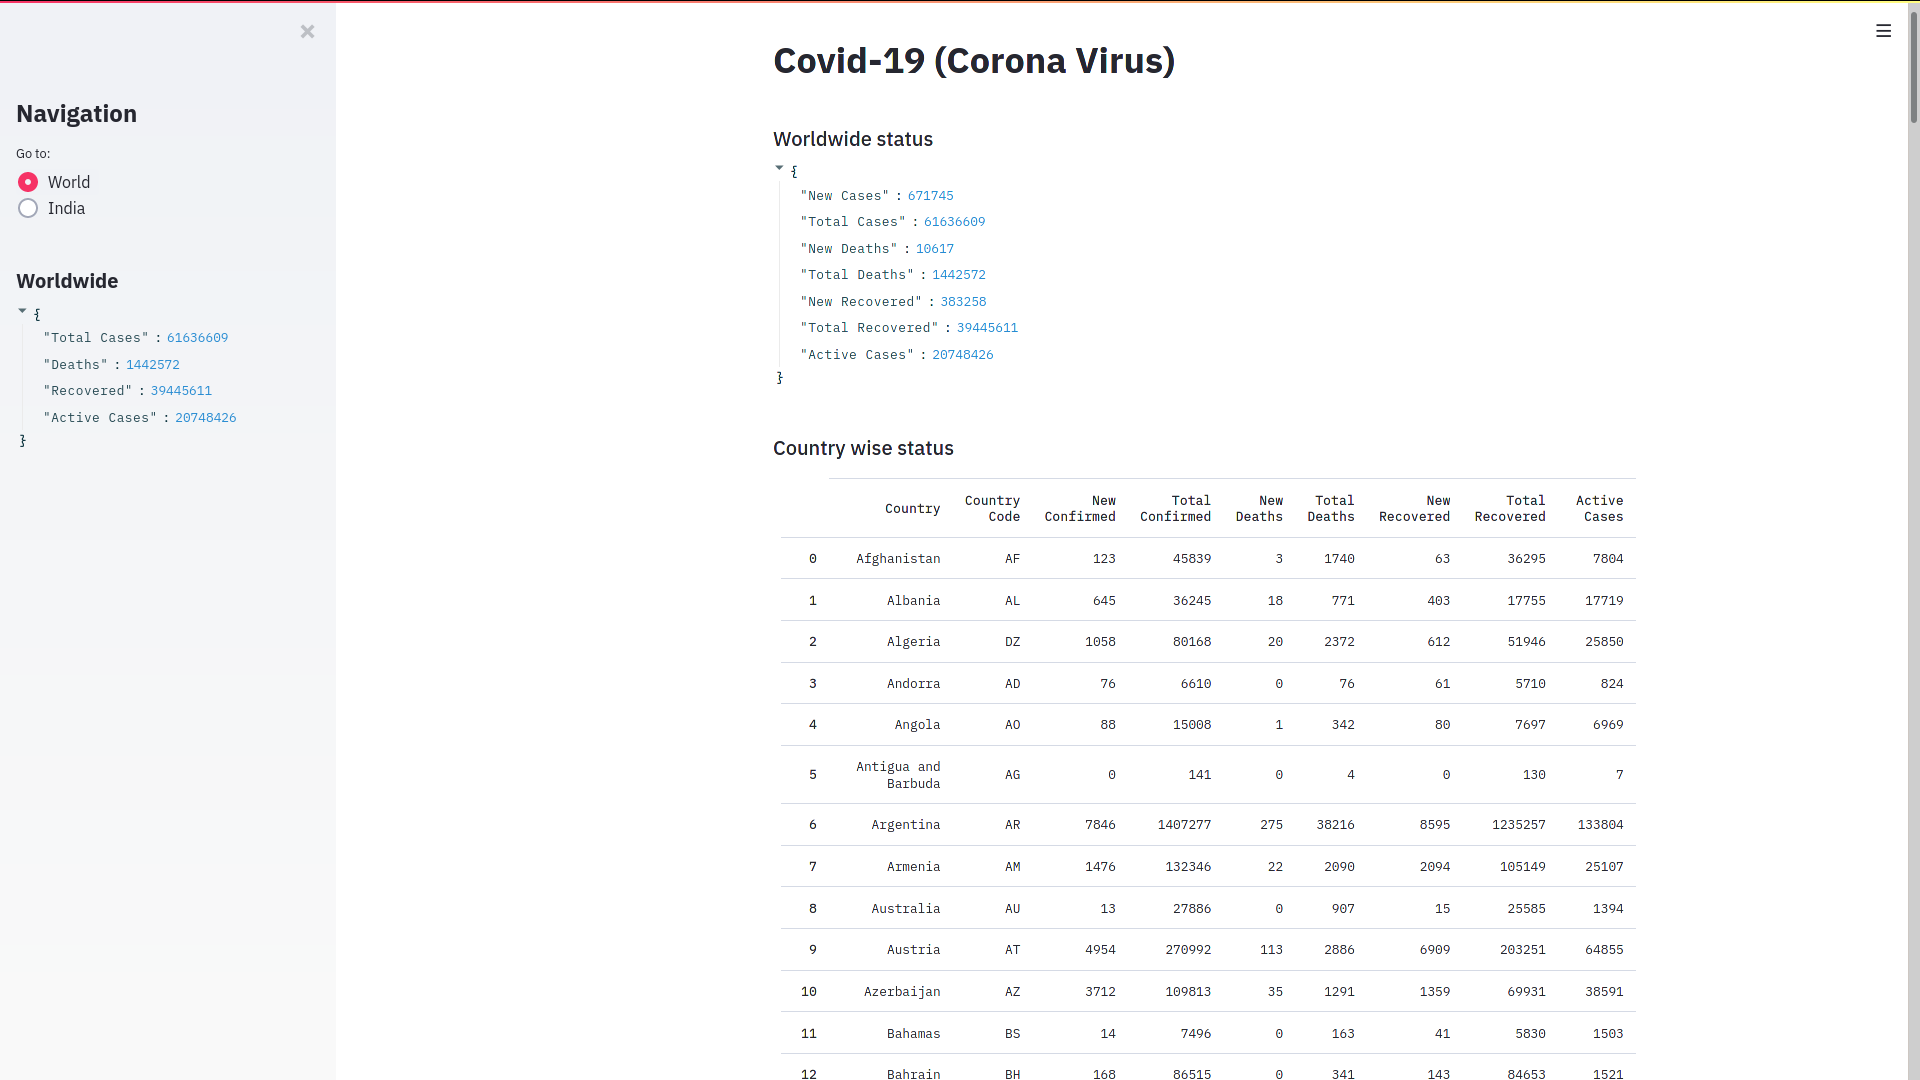 ×
Navigation
Go to:
World
India
Worldwide
{
"Total Cases" : 61636609
"Deaths" : 1442572
"Recovered" : 39445611
"Active Cases" : 20748426
}
Covid-19 (Corona Virus)
Worldwide status
{
"New Cases" : 671745
"Total Cases" : 61636609
"New Deaths" : 10617
"Total Deaths" : 1442572
"New Recovered" : 383258
"Total Recovered" : 39445611
"Active Cases" : 20748426
}
Country wise status
Country Country Code New Confirmed Total Confirmed New Deaths Total Deaths New Recovered Total Recovered Active Cases
0 Afghanistan AF 123 45839 3 1740 63 36295 7804
1 Albania AL 645 36245 18 771 403 17755 17719
2 Algeria DZ 1058 80168 20 2372 612 51946 25850
3 Andorra AD 76 6610 0 76 61 5710 824
4 Angola AO 88 15008 1 342 80 7697 6969
5 Antigua and Barbuda AG 0 141 0 4 0 130 7
6 Argentina AR 7846 1407277 275 38216 8595 1235257 133804
7 Armenia AM 1476 132346 22 2090 2094 105149 25107
8 Australia AU 13 27886 0 907 15 25585 1394
9 Austria AT 4954 270992 113 2886 6909 203251 64855
10 Azerbaijan AZ 3712 109813 35 1291 1359 69931 38591
11 Bahamas BS 14 7496 0 163 41 5830 1503
12 Bahrain BH 168 86515 0 341 143 84653 1521